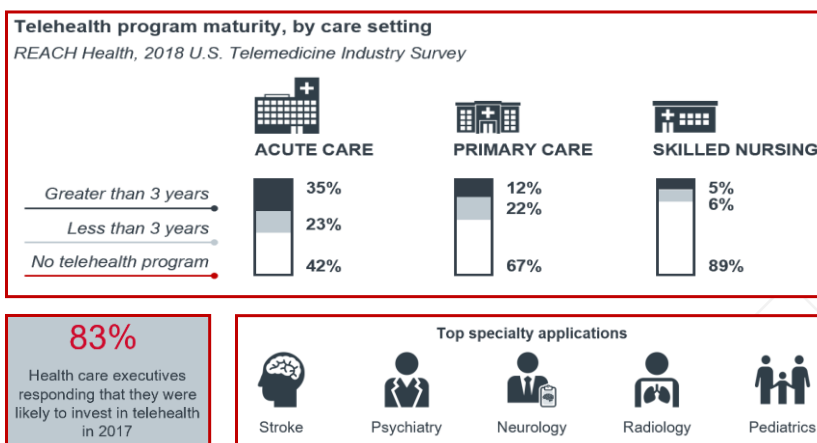 Telehealth program maturity, by care setting
REACH Health, 2018 U.S. Telemedicine Industry Survey
ACUTE CARE
PRIMARY CARE
SKILLED NURSING
Greater than 3 years
35%
12%
5%
Less than 3 years
23%
22%
6%
No telehealth program
42%
67%
89%
83%
Health care executives
responding that they were
likely to invest in telehealth
in 2017
Top specialty applications
Stroke
Psychiatry
Neurology
Radiology
Pediatrics